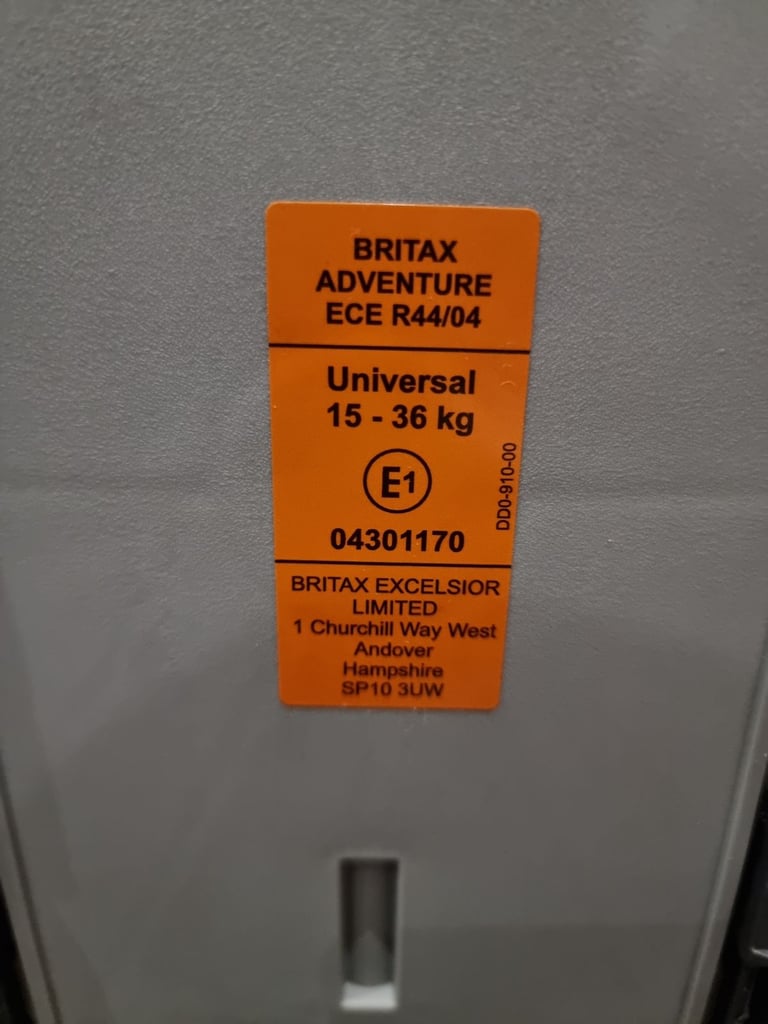 BRITAX
ADVENTURE
ECE R44/04
Universal
15 - 36 kg
E1
04301170
DD0-910-00
BRITAX EXCELSIOR
LIMITED
1 Churchill Way West
Andover
Hampshire
SP10 3UW